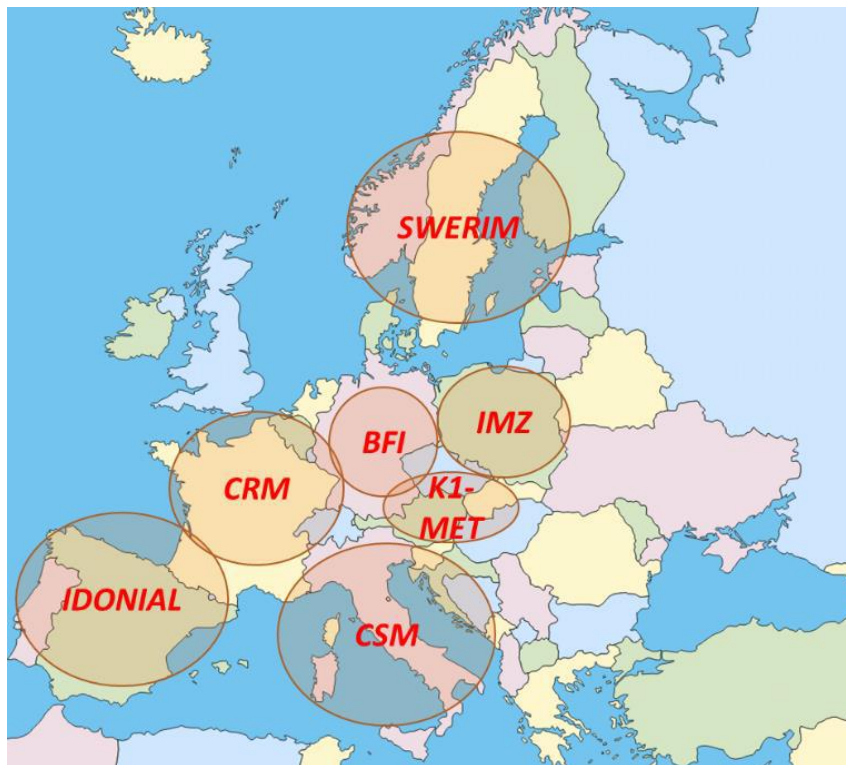 SWERIM
IMZ
BFI
CRM
K1-
MET
IDONIAL
CSM